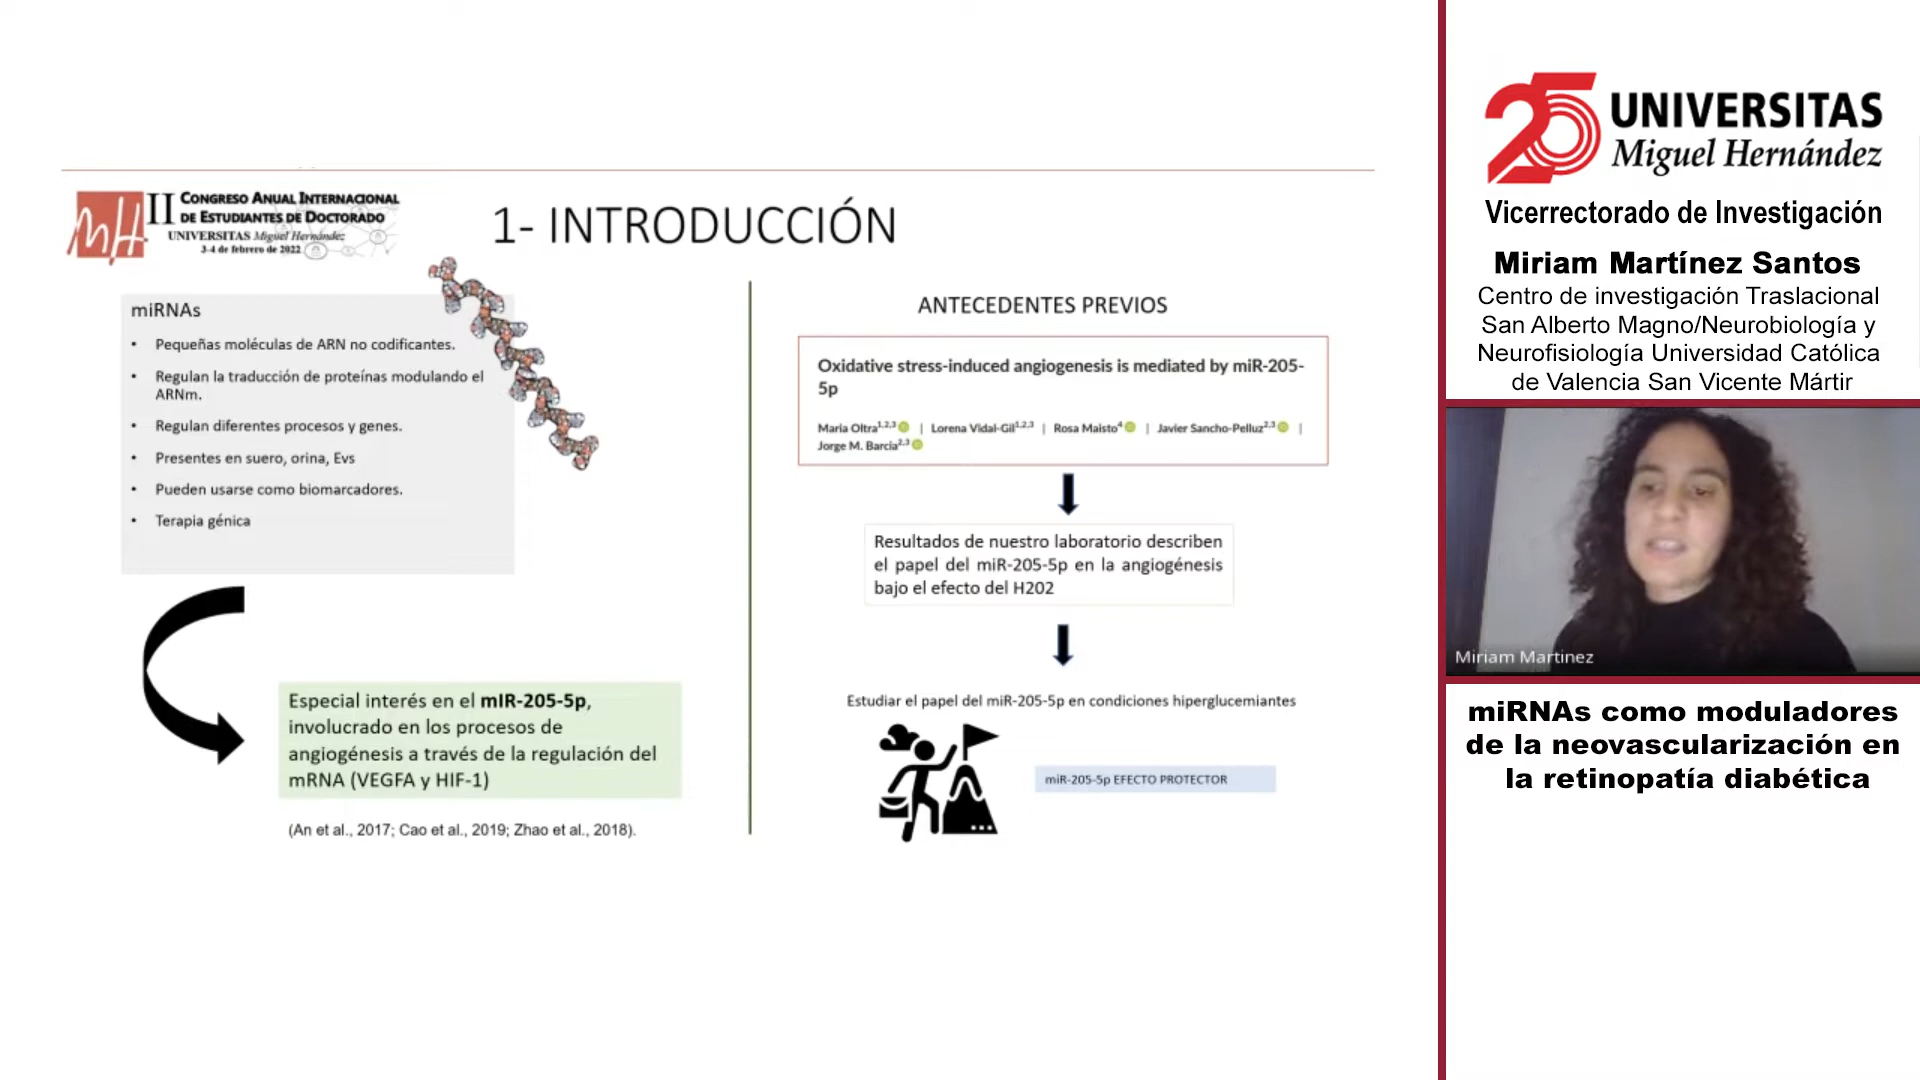 II CONGRESO ANUAL INTERNACIONAL
DE ESTUDIANTES DE DOCTORADO
UNIVERSITAS Miguel Hernández
3-4 de febrero de 2022
1- INTRODUCCIÓN
miRNAs
• Pequeñas moléculas de ARN no codificantes.
• Regulan la traducción de proteínas modulando el
ARNm.
• Regulan diferentes procesos y genes.
• Presentes en suero, orina, Evs
• Pueden usarse como biomarcadores.
• Terapia génica
Especial interés en el mIR-205-5p,
involucrado en los procesos de
angiogénesis a través de la regulación del
mRNA (VEGFA y HIF-1)
(An et al., 2017; Cao et al., 2019; Zhao et al., 2018).
ANTECEDENTES PREVIOS
Oxidative stress-induced angiogenesis is mediated by miR-205-
5p
Maria Oltra1,2,3 | Lorena Vidal-Gil1,2,3 | Rosa Maisto4 | Javier Sancho-Pelluz2,3 |
Jorge M. Barcia2,3
Resultados de nuestro laboratorio describen
el papel del miR-205-5p en la angiogénesis
bajo el efecto del H202
Estudiar el papel del miR-205-5p en condiciones hiperglucemiantes
miR-205-5p EFECTO PROTECTOR
25 UNIVERSITAS
Miguel Hernández
Vicerrectorado de Investigación
Miriam Martínez Santos
Centro de investigación Traslacional
San Alberto Magno/Neurobiología y
Neurofisiología Universidad Católica
de Valencia San Vicente Mártir
Miriam Martinez
miRNAs como moduladores
de la neovascularización en
la retinopatía diabética